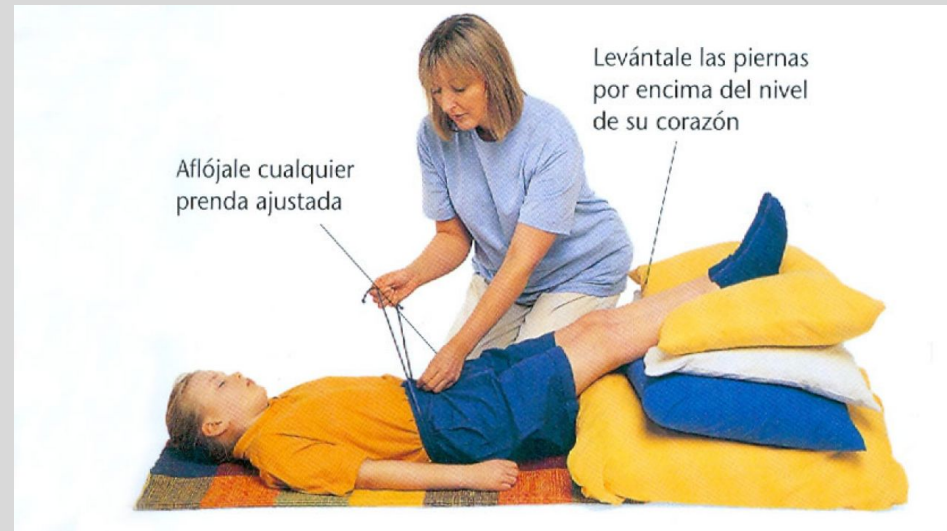 Levántale las piernas
por encima del nivel
de su corazón
Aflójale cualquier
prenda ajustada